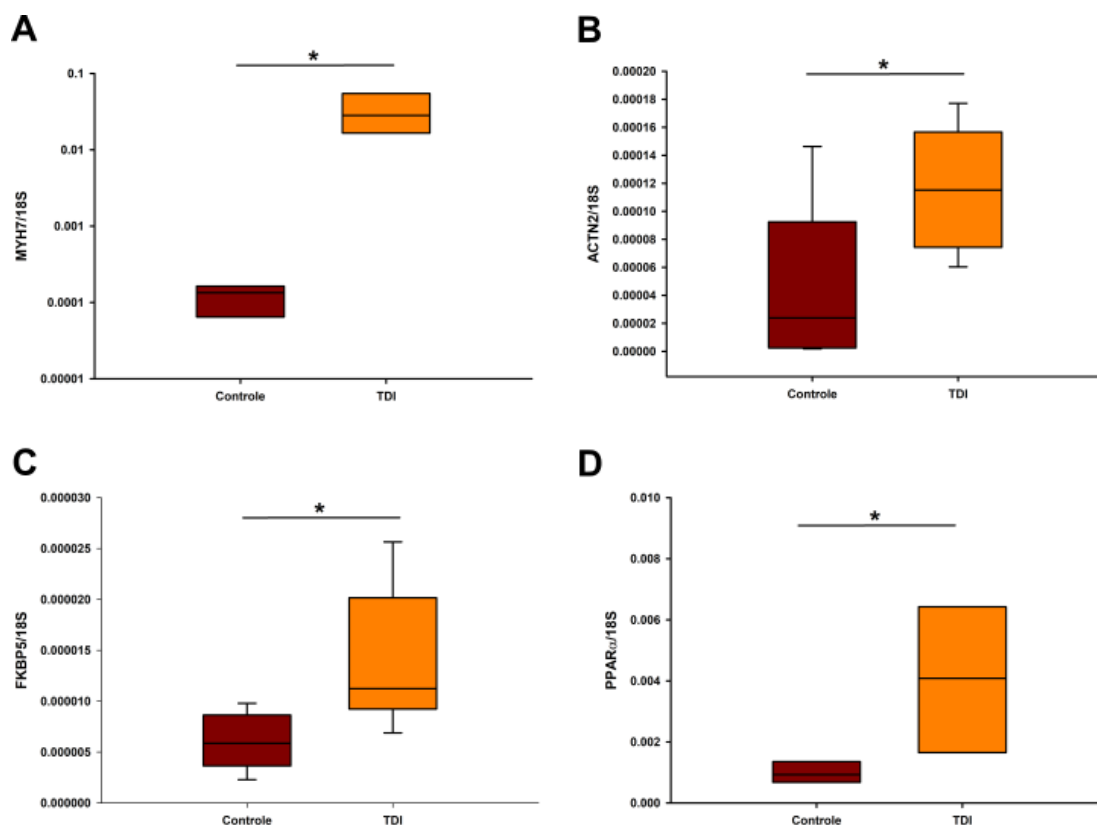 A
*
0.1
0.01
0.001
0.0001
0.00001
MYH7/18S
Controle
TDI
B
*
0.00020
0.00018
0.00016
0.00014
0.00012
0.00010
0.00008
0.00006
0.00004
0.00002
0.00000
ACTN2/18S
Controle
TDI
C
*
0.000030
0.000025
0.000020
0.000015
0.000010
0.000005
0.000000
FKBP5/18S
Controle
TDI
D
*
0.010
0.008
0.006
0.004
0.002
0.000
PPARα/18S
Controle
TDI